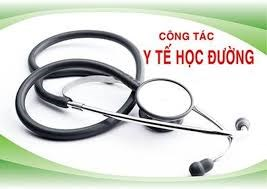 CÔNG TÁC
Y TẾ HỌC ĐƯỜNG